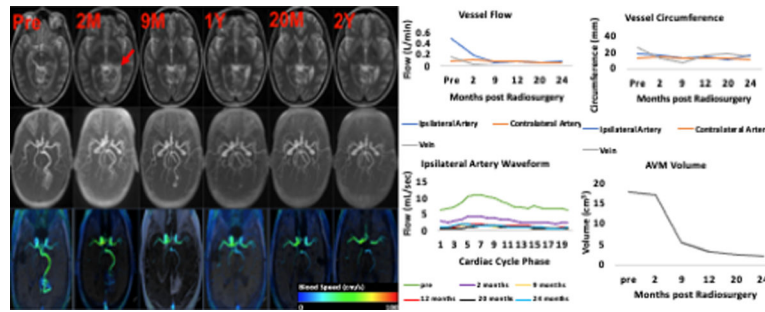 Pre 2M 9M 1Y 20M 2Y
Blood Speed (cm/s)
0 100
Vessel Flow
Flow (L/min)
0.6
0.4
0.2
0
Pre 2 9 12 20 24
Months post Radiosurgery
Ipsilateral Artery Contralateral Artery
Vein
Vessel Circumference
Circumference (mm)
40
20
0
Pre 2 9 12 20 24
Months post Radiosurgery
Ipsilateral Artery Contralateral Artery
Vein
Ipsilateral Artery Waveform
Flow (mL/sec)
15
10
5
0
1 3 5 7 9 11 13 15 17 19
Cardiac Cycle Phase
pre 2 months 9 months
12 months 20 months 24 months
AVM Volume
Volume (cm³)
20
15
10
5
0
pre 2 9 12 20 24
Months post Radiosurgery